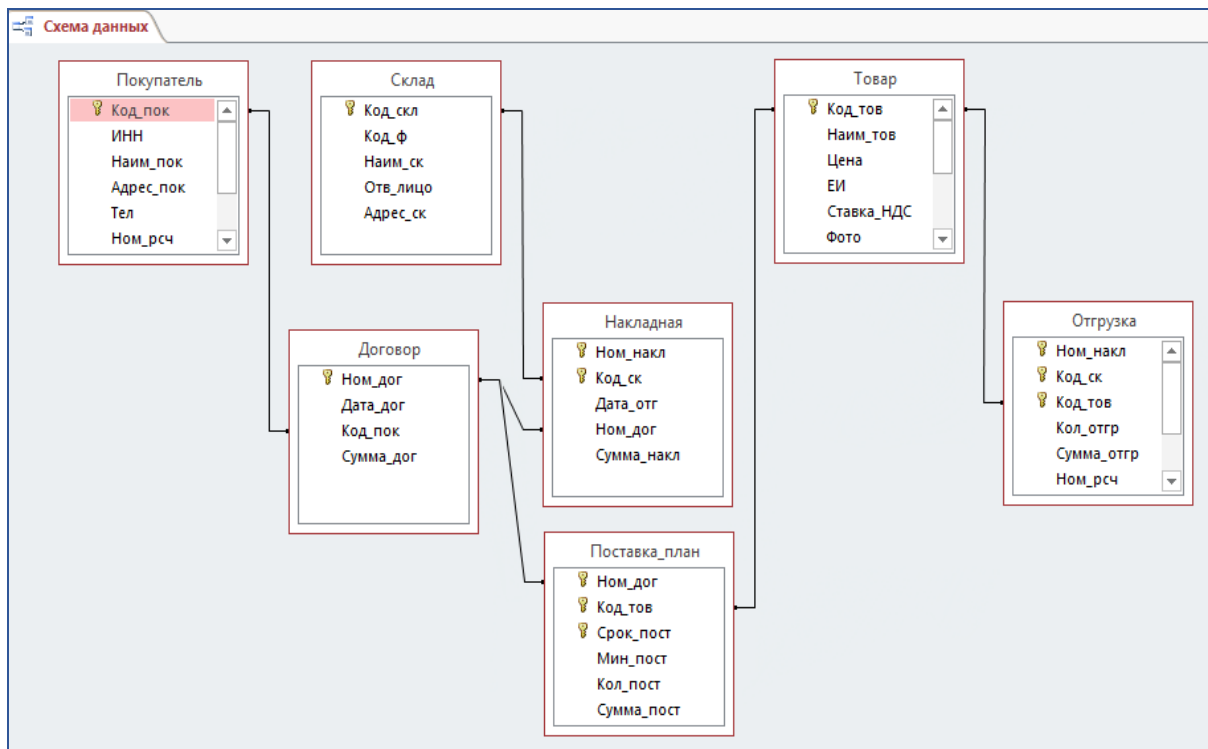 Схема данных
Покупатель
Код_пок
ИНН
Наим_пок
Адрес_пок
Тел
Ном_рсч
Склад
Код_скл
Код_ф
Наим_ск
Отв_лицо
Адрес_ск
Товар
Код_тов
Наим_тов
Цена
ЕИ
Ставка_НДС
Фото
Договор
Ном_дог
Дата_дог
Код_пок
Сумма_дог
Накладная
Ном_накл
Код_ск
Дата_отг
Ном_дог
Сумма_накл
Отгрузка
Ном_накл
Код_ск
Код_тов
Кол_отгр
Сумма_отгр
Ном_рсч
Поставка_план
Ном_дог
Код_тов
Срок_пост
Мин_пост
Кол_пост
Сумма_пост